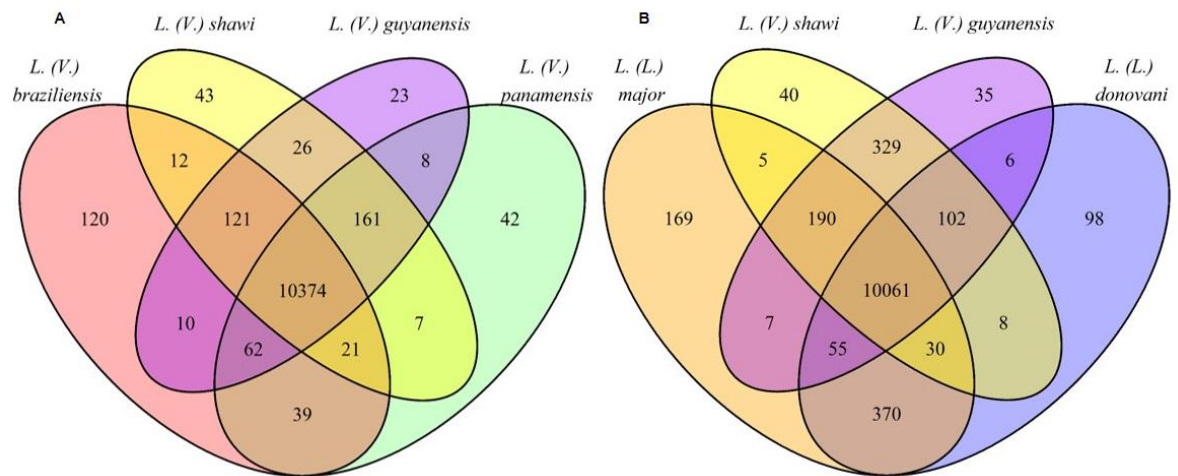 A
L. (V.) shawi
L. (V.) guyanensis
L. (V.)
braziliensis
L. (V.)
panamensis
43
23
12
26
8
120
121
161
42
10374
10
7
62
21
39
B
L. (V.) shawi
L. (V.) guyanensis
L. (L.)
major
L. (L.)
donovani
40
35
5
329
6
169
190
102
98
10061
7
8
55
30
370